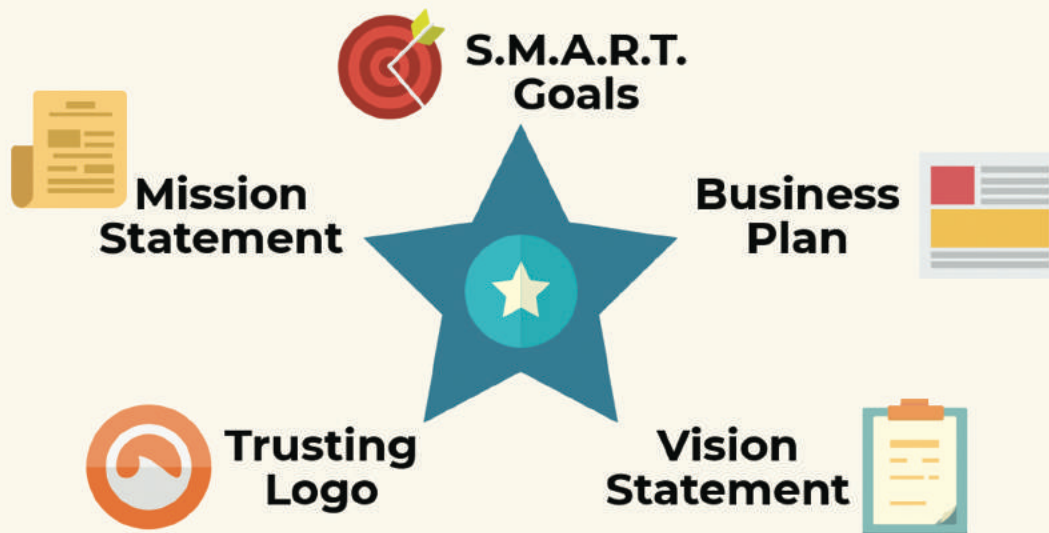 S.M.A.R.T.
Goals
Mission
Statement
Business
Plan
Trusting
Logo
Vision
Statement